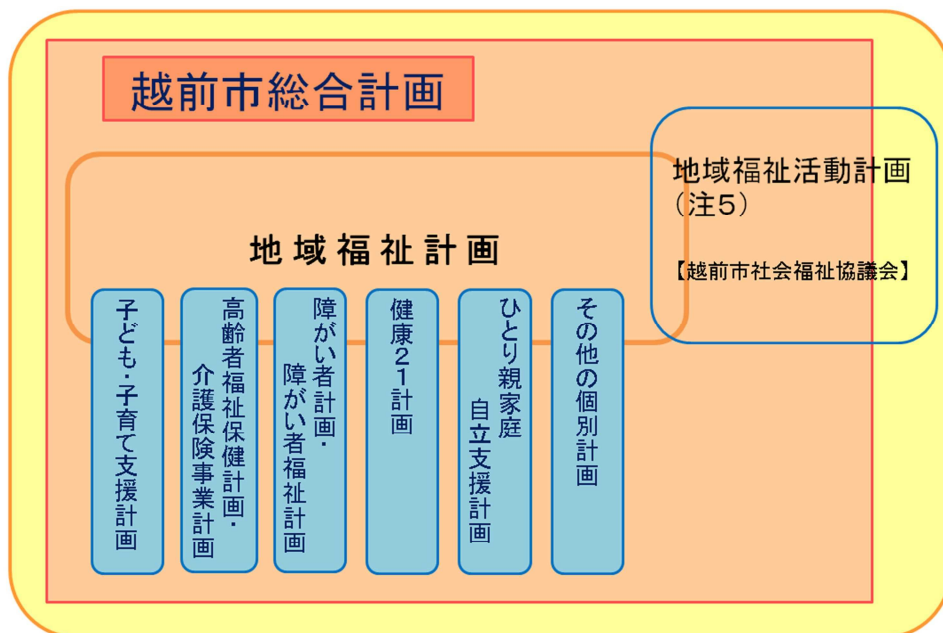 越前市総合計画
地域福祉活動計画
(注5)
【越前市社会福祉協議会】
地域福祉計画
子ども・子育て支援計画
高齢者福祉保健計画・
介護保険事業計画
障がい者計画・
障がい者福祉計画
健康21計画
ひとり親家庭
自立支援計画
その他の個別計画